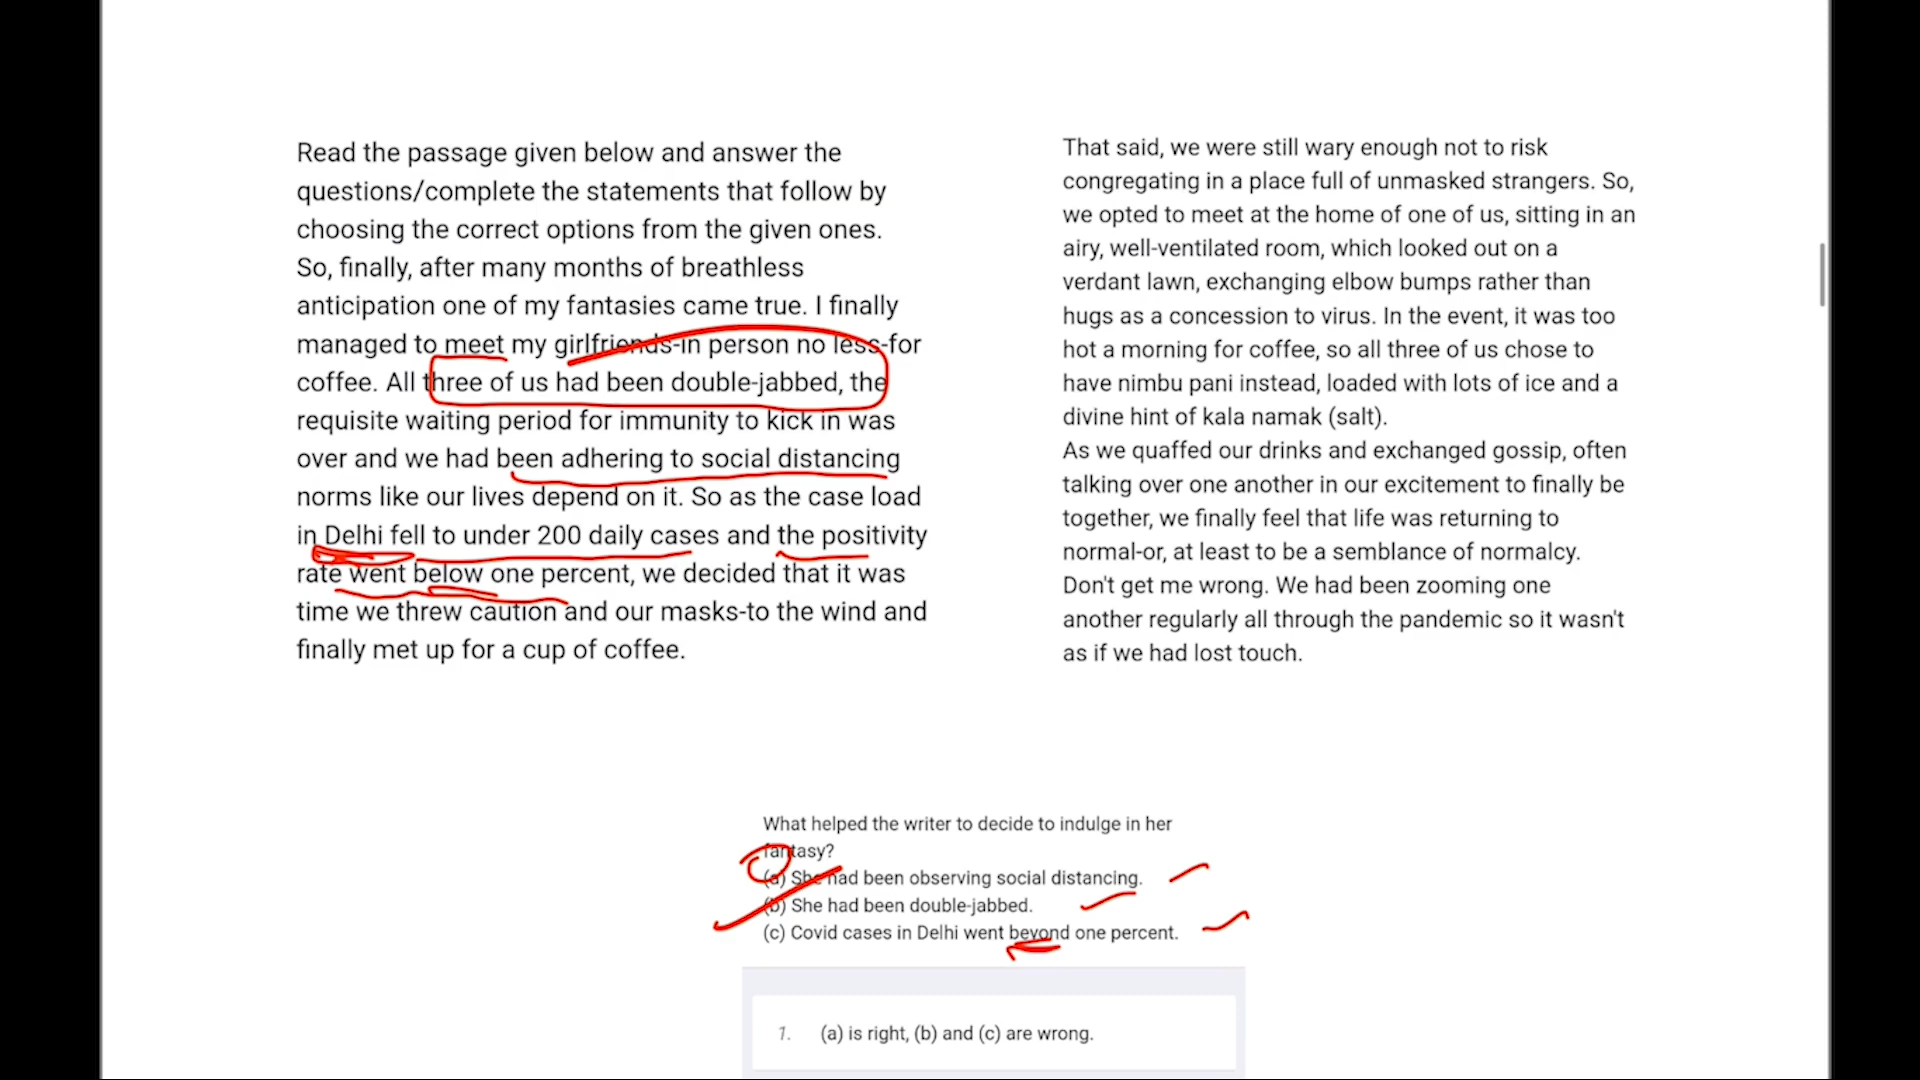 Read the passage given below and answer the
questions/complete the statements that follow by
choosing the correct options from the given ones.
So, finally, after many months of breathless
anticipation one of my fantasies came true. I finally
managed to meet my girlfriends-in person no less-for
coffee. All three of us had been double-jabbed, the
requisite waiting period for immunity to kick in was
over and we had been adhering to social distancing
norms like our lives depend on it. So as the case load
in Delhi fell to under 200 daily cases and the positivity
rate went below one percent, we decided that it was
time we threw caution and our masks-to the wind and
finally met up for a cup of coffee.
That said, we were still wary enough not to risk
congregating in a place full of unmasked strangers. So,
we opted to meet at the home of one of us, sitting in an
airy, well-ventilated room, which looked out on a
verdant lawn, exchanging elbow bumps rather than
hugs as a concession to virus. In the event, it was too
hot a morning for coffee, so all three of us chose to
have nimbu pani instead, loaded with lots of ice and a
divine hint of kala namak (salt).
As we quaffed our drinks and exchanged gossip, often
talking over one another in our excitement to finally be
together, we finally feel that life was returning to
normal-or, at least to be a semblance of normalcy.
Don't get me wrong. We had been zooming one
another regularly all through the pandemic so it wasn't
as if we had lost touch.
What helped the writer to decide to indulge in her
fantasy?
(a) She had been observing social distancing.
(b) She had been double-jabbed.
(c) Covid cases in Delhi went beyond one percent.
1. (a) is right, (b) and (c) are wrong.